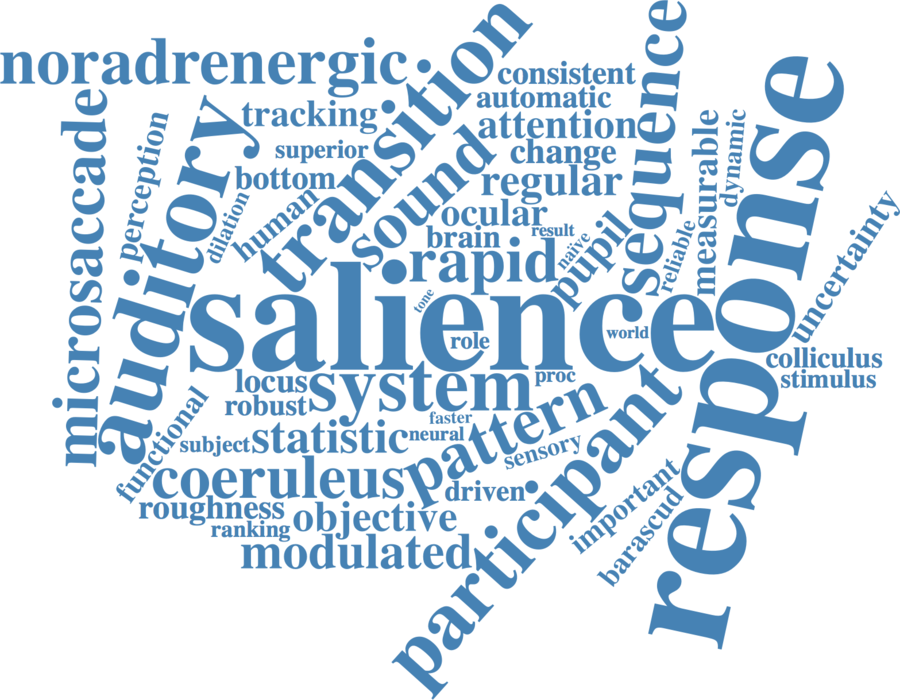 noradrenergic
transition
sequence
consistent
response
automatic
tracking
attention
microsaccade
perception
auditory
superior
change
measurable
dynamic
bottom
sound
regular
dilation
human
ocular
uncertainty
brain
result
naïve
pupil
reliable
rapid
salience
tone
role
world
colliculus
stimulus
locus
system
proc
robust
functional
faster
subject
statistic
neural
pattern
sensory
participant
coeruleus
driven
important
barascud
roughness
objective
ranking
modulated